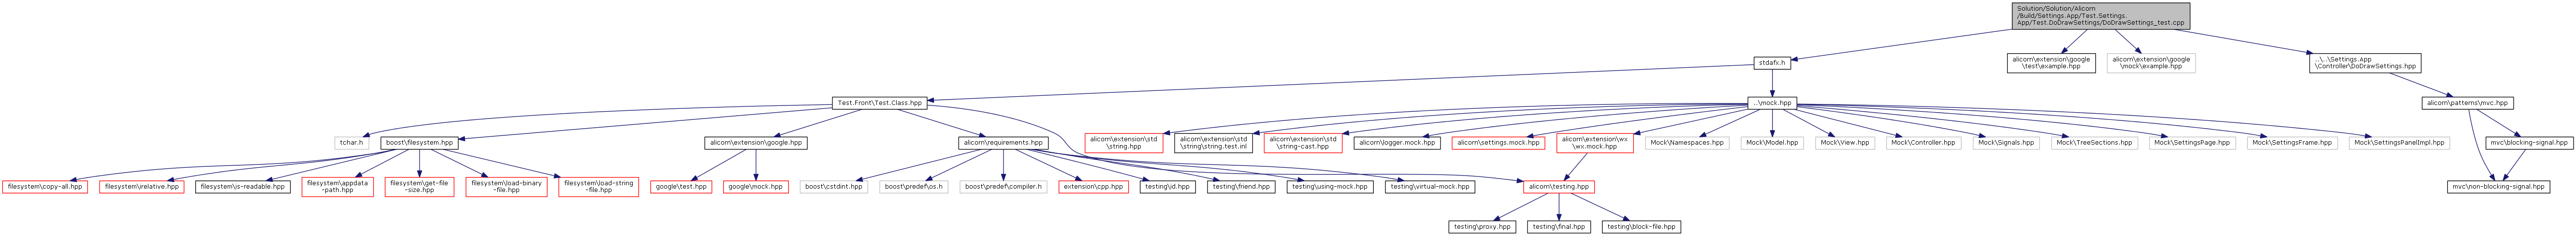 Solution/Solution/Alicorn
/Build/Settings.App/Test.Settings.
App/Test.DoDrawSettings/DoDrawSettings_test.cpp
stdafx.h
alicorn\extension\google
\test\example.hpp
alicorn\extension\google
\mock\example.hpp
..\..\Settings.App
\Controller\DoDrawSettings.hpp
Test.Front\Test.Class.hpp
..\mock.hpp
alicorn\patterns\mvc.hpp
tchar.h
boost\filesystem.hpp
alicorn\extension\google.hpp
alicorn\requirements.hpp
alicorn\extension\std
\string.hpp
alicorn\extension\std
\string\string.test.inl
alicorn\extension\std
\string-cast.hpp
alicorn\logger.mock.hpp
alicorn\settings.mock.hpp
alicorn\extension\wx
\wx.mock.hpp
Mock\Namespaces.hpp
Mock\Model.hpp
Mock\View.hpp
Mock\Controller.hpp
Mock\Signals.hpp
Mock\TreeSections.hpp
Mock\SettingsPage.hpp
Mock\SettingsFrame.hpp
Mock\SettingsPanelImpl.hpp
mvc\blocking-signal.hpp
filesystem\copy-all.hpp
filesystem\relative.hpp
filesystem\is-readable.hpp
filesystem\appdata
-path.hpp
filesystem\get-file
-size.hpp
filesystem\load-binary
-file.hpp
filesystem\load-string
-file.hpp
google\test.hpp
google\mock.hpp
boost\cstdint.hpp
boost\predef\os.h
boost\predef\compiler.h
extension\cpp.hpp
testing\id.hpp
testing\friend.hpp
testing\using-mock.hpp
testing\virtual-mock.hpp
alicorn\testing.hpp
mvc\non-blocking-signal.hpp
testing\proxy.hpp
testing\final.hpp
testing\block-file.hpp